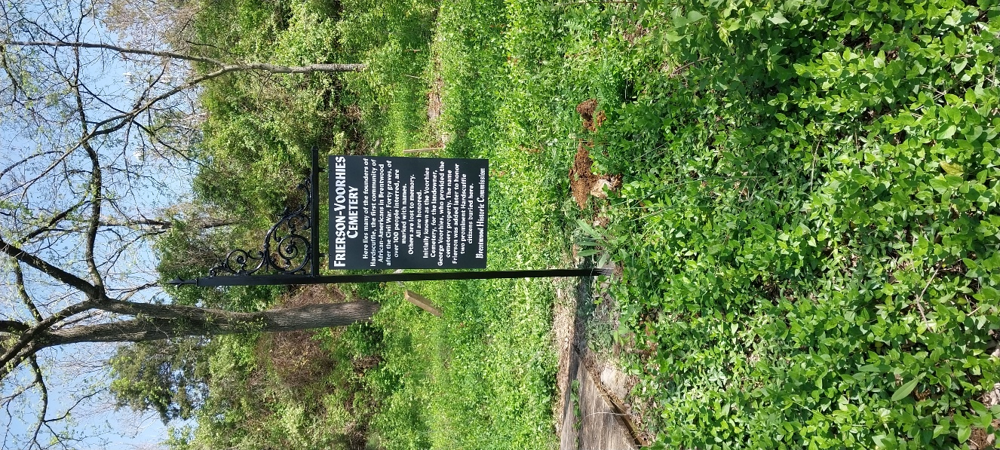 FRIERSON-VOORHIES
CEMETERY
Here lies many of the founders of
Hardscuffle, the first community of
African-Americans in Brentwood
after the Civil War. Forty graves, of
over 100 people interred, are
marked with names.
Others are lost to memory.
All are honored.
Initially known as the Voorhies
Cemetery, for the landowner,
George Voorhies, who provided the
cemetery property. The name
Frierson was added later to honor
two prominent Hardscuffle
citizens buried here.
Brentwood Historic Commission